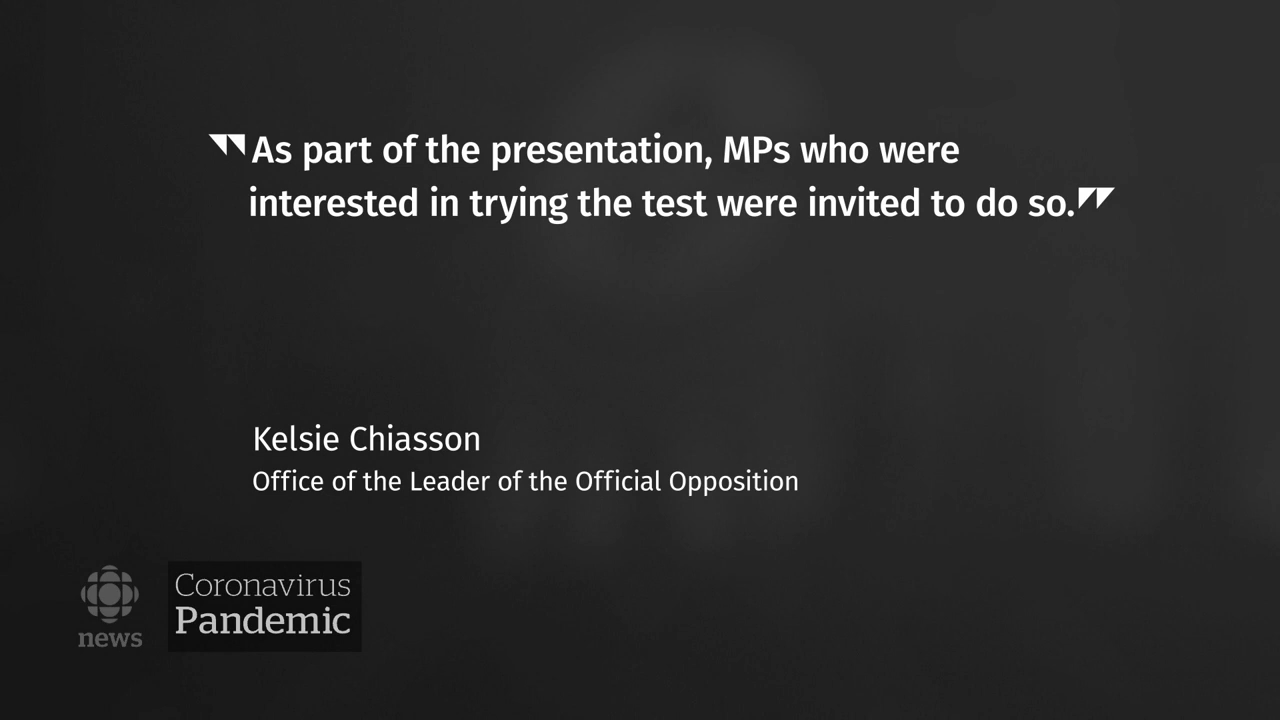 "As part of the presentation, MPs who were
interested in trying the test were invited to do so."
Kelsie Chiasson
Office of the Leader of the Official Opposition
news
Coronavirus
Pandemic